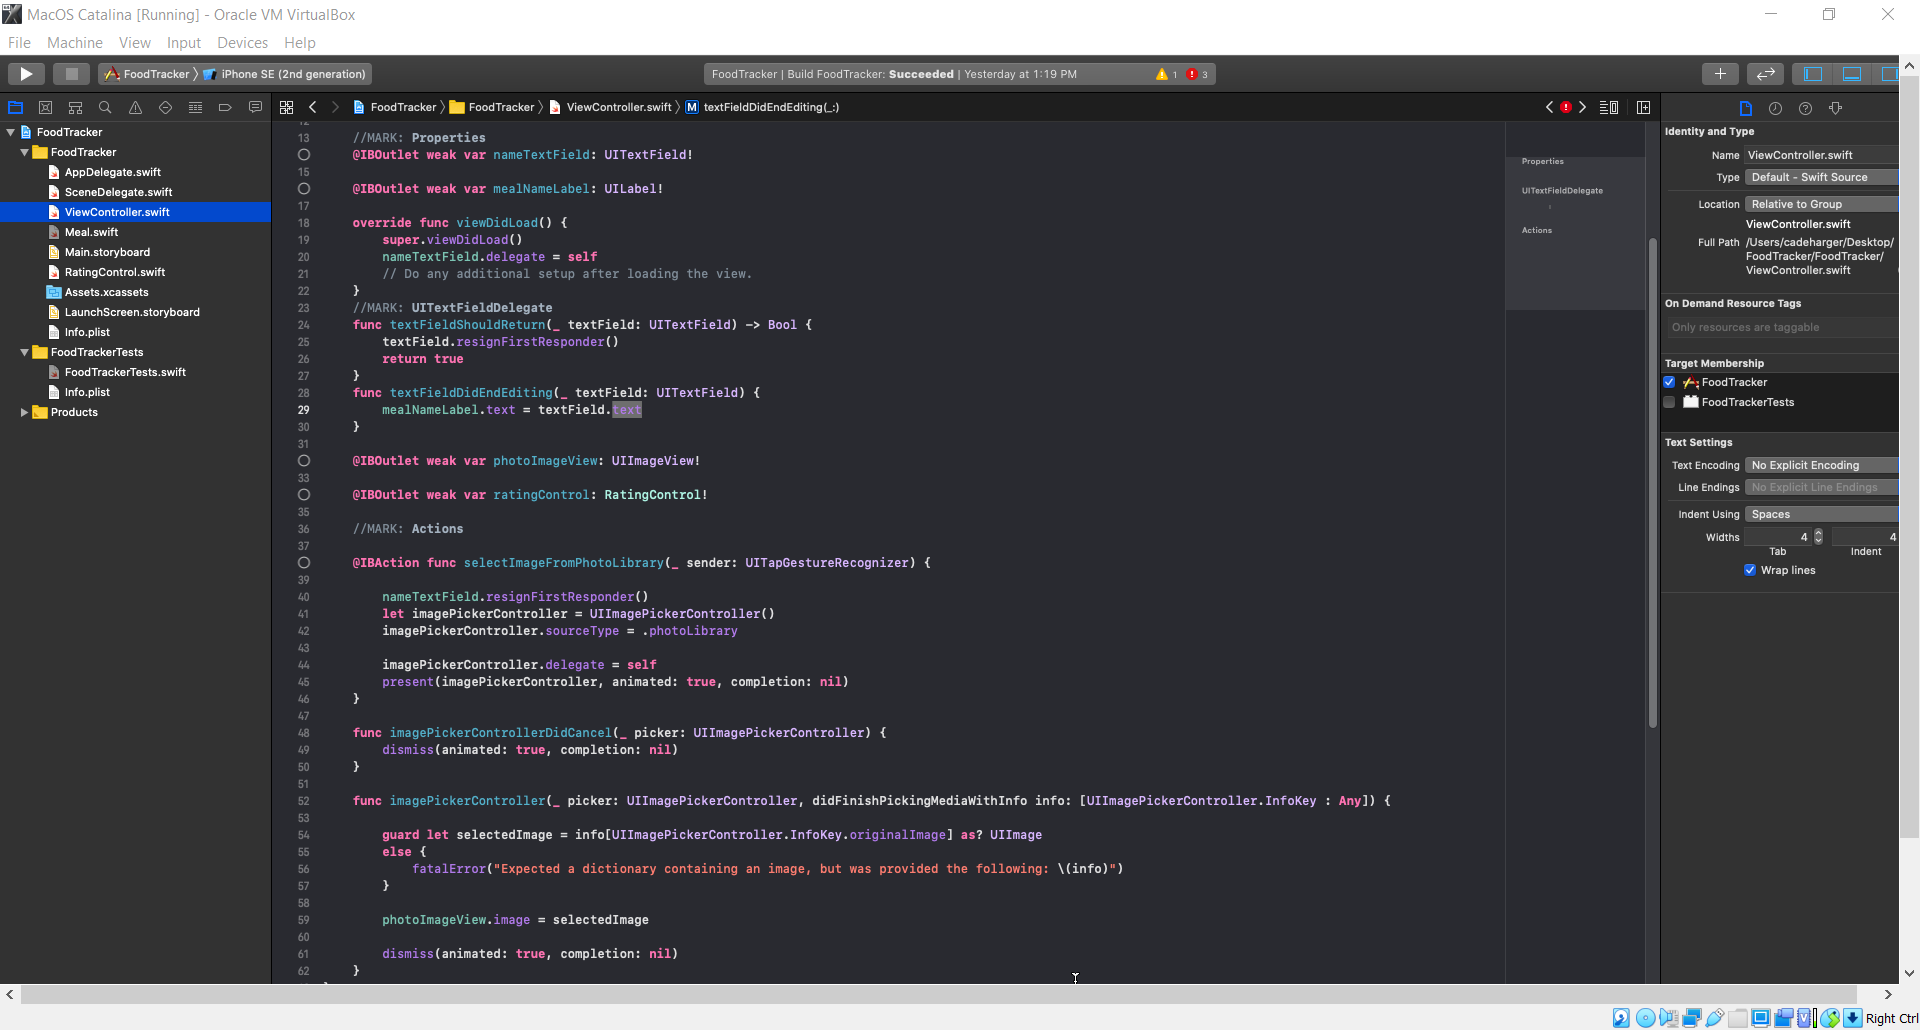 MacOS Catalina [Running] - Oracle VM VirtualBox
File Machine View Input Devices Help
FoodTracker iPhone SE (2nd generation)
FoodTracker | Build FoodTracker: Succeeded | Yesterday at 1:19 PM
1 3
FoodTracker FoodTracker ViewController.swift M textFieldDidEndEditing(_:)
FoodTracker
FoodTracker
AppDelegate.swift
SceneDelegate.swift
ViewController.swift
Meal.swift
Main.storyboard
RatingControl.swift
Assets.xcassets
LaunchScreen.storyboard
Info.plist
FoodTrackerTests
FoodTrackerTests.swift
Info.plist
Products
12
13 //MARK: Properties
@IBOutlet weak var nameTextField: UITextField!
15
@IBOutlet weak var mealNameLabel: UILabel!
17
18 override func viewDidLoad() {
19 super.viewDidLoad()
20 nameTextField.delegate = self
21 // Do any additional setup after loading the view.
22 }
23 //MARK: UITextFieldDelegate
24 func textFieldShouldReturn(_ textField: UITextField) -> Bool {
25 textField.resignFirstResponder()
26 return true
27 }
28 func textFieldDidEndEditing(_ textField: UITextField) {
29 mealNameLabel.text = textField.text
30 }
31
@IBOutlet weak var photoImageView: UIImageView!
33
@IBOutlet weak var ratingControl: RatingControl!
35
36 //MARK: Actions
37
@IBAction func selectImageFromPhotoLibrary(_ sender: UITapGestureRecognizer) {
39
40 nameTextField.resignFirstResponder()
41 let imagePickerController = UIImagePickerController()
42 imagePickerController.sourceType = .photoLibrary
43
44 imagePickerController.delegate = self
45 present(imagePickerController, animated: true, completion: nil)
46 }
47
48 func imagePickerControllerDidCancel(_ picker: UIImagePickerController) {
49 dismiss(animated: true, completion: nil)
50 }
51
52 func imagePickerController(_ picker: UIImagePickerController, didFinishPickingMediaWithInfo info: [UIImagePickerController.InfoKey : Any]) {
53
54 guard let selectedImage = info[UIImagePickerController.InfoKey.originalImage] as? UIImage
55 else {
56 fatalError("Expected a dictionary containing an image, but was provided the following: \(info)")
57 }
58
59 photoImageView.image = selectedImage
60
61 dismiss(animated: true, completion: nil)
62 }
Properties
UITextFieldDelegate
Actions
Identity and Type
Name ViewController.swift
Type Default - Swift Source
Location Relative to Group
ViewController.swift
Full Path /Users/cadeharger/Desktop/
FoodTracker/FoodTracker/
ViewController.swift
On Demand Resource Tags
Only resources are taggable
Target Membership
FoodTracker
FoodTrackerTests
Text Settings
Text Encoding No Explicit Encoding
Line Endings No Explicit Line Endings
Indent Using Spaces
Widths 4 4
Tab Indent
Wrap lines
Right Ctrl